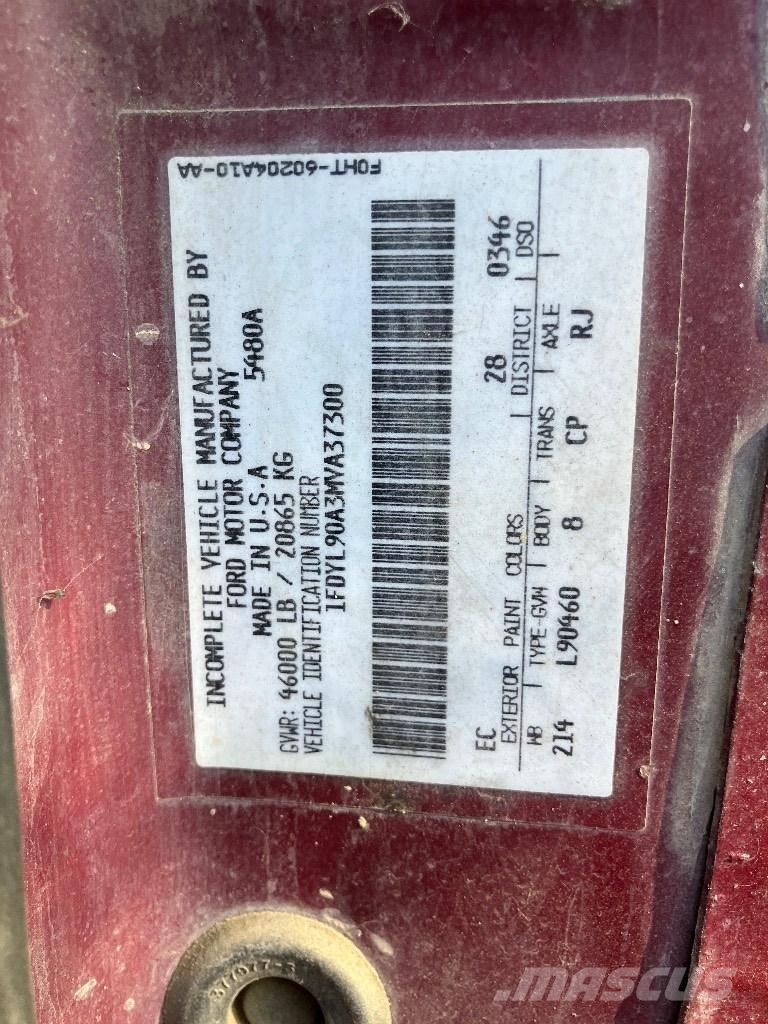 INCOMPLETE VEHICLE MANUFACTURED BY
FORD MOTOR COMPANY
MADE IN U.S.A 5480A
GVWR: 46000 LB / 20865 KG
VEHICLE IDENTIFICATION NUMBER
1FDYL90A3MVA37300
EC 28 0346
EXTERIOR PAINT COLORS DISTRICT DSO
WB TYPE-GVW BODY TRANS AXLE
214 L90460 8 CP RJ
F0HT-60204A10-AA
377077-S
MASCUS